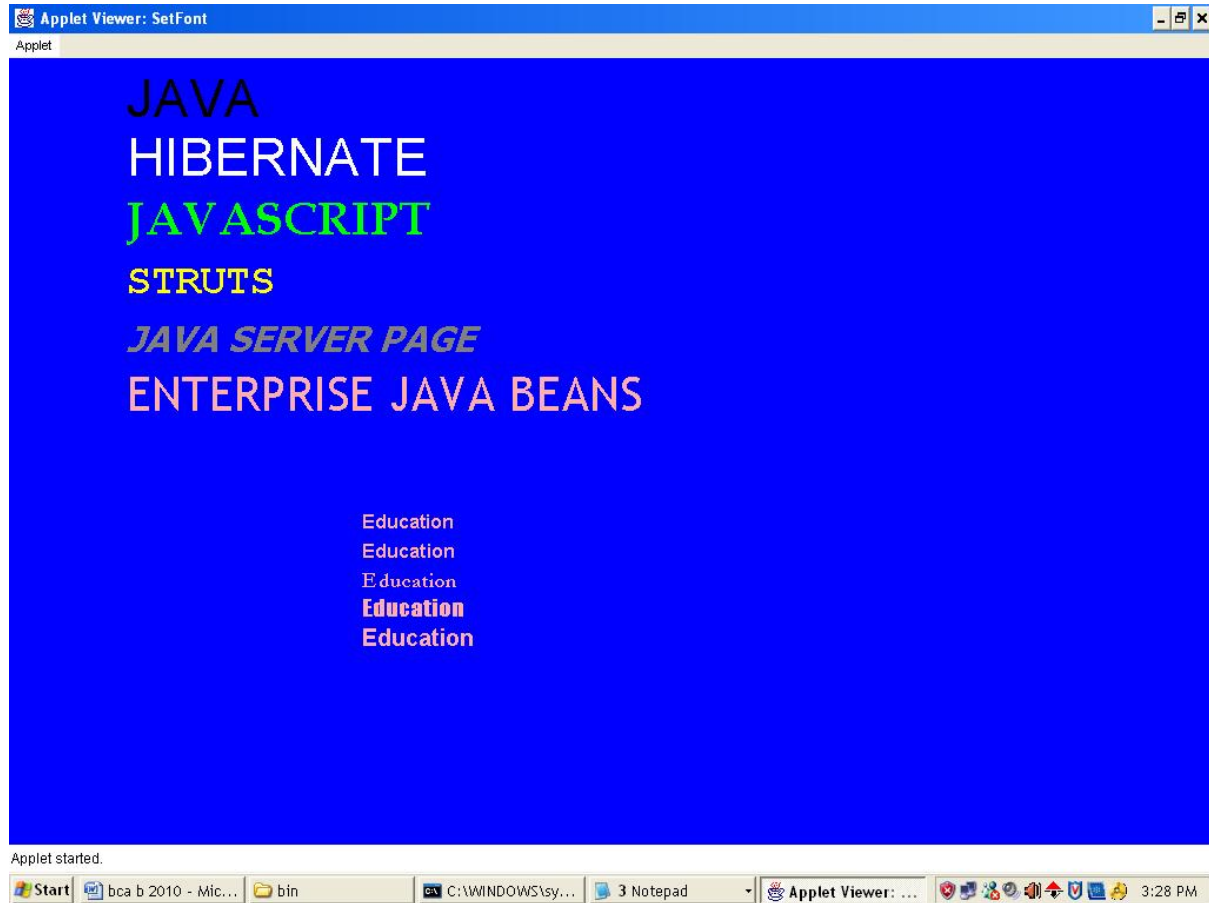 Applet Viewer: SetFont
Applet
JAVA
HIBERNATE
JAVASCRIPT
STRUTS
JAVA SERVER PAGE
ENTERPRISE JAVA BEANS
Education
Education
Education
Education
Education
Applet started.
Start bca b 2010 - Mic... bin C:\WINDOWS\sy... 3 Notepad Applet Viewer: ... 3:28 PM